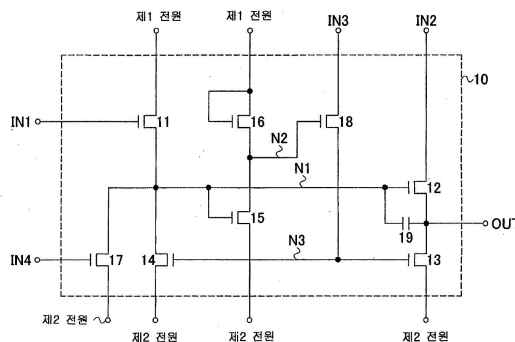 제1 전원 제1 전원 IN3 IN2
10
IN1 11 16 18
N2
N1
12
15
19 OUT
IN4 17 14 N3 13
제2 전원 제2 전원 제2 전원 제2 전원